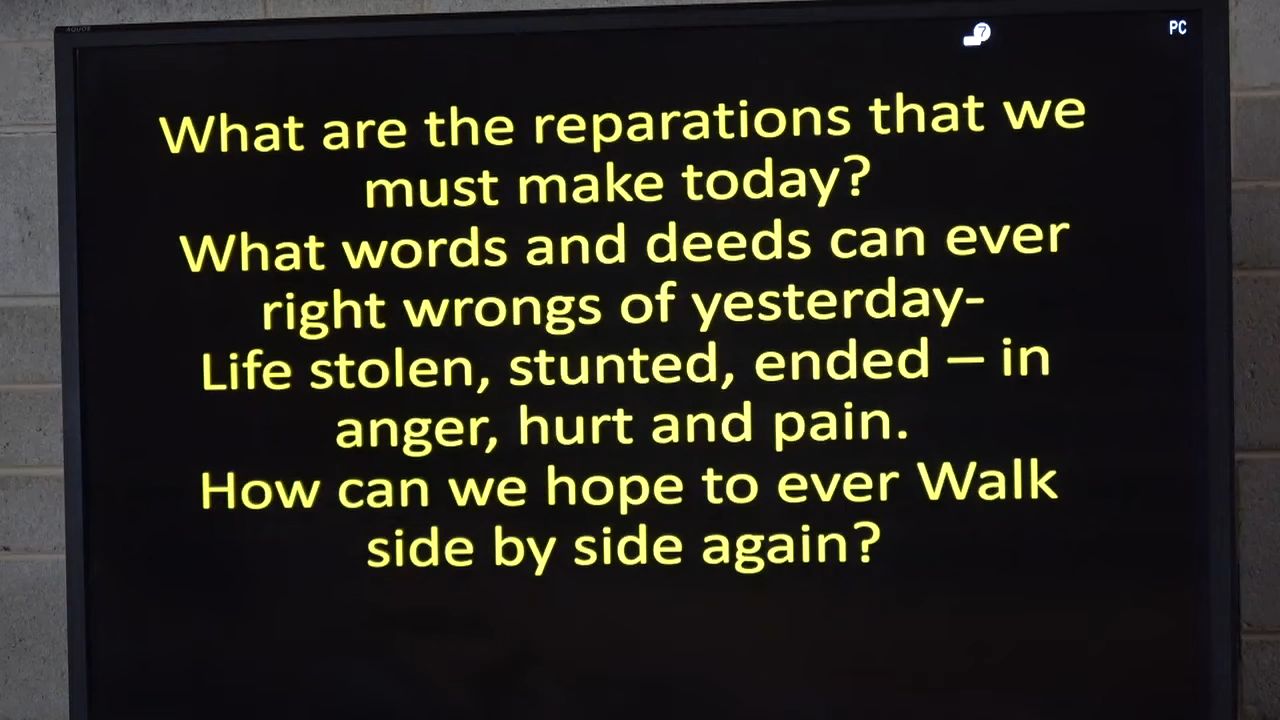 AQUOS
7
PC
What are the reparations that we
must make today?
What words and deeds can ever
right wrongs of yesterday-
Life stolen, stunted, ended – in
anger, hurt and pain.
How can we hope to ever Walk
side by side again?